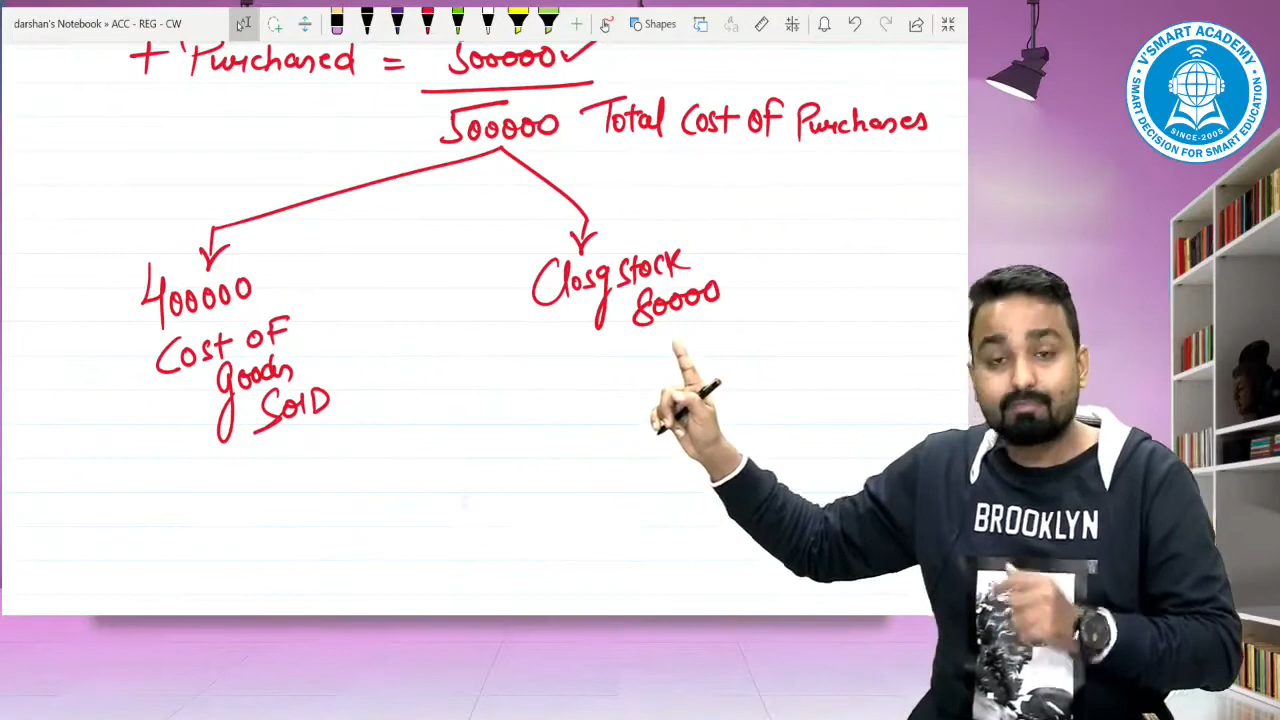 darshan's Notebook » ACC - REG - CW
Shapes
+ Purchased = 500000 ✓
500000 Total Cost of Purchases
400000
Cost of
goods
SolD
Closg stock
80000
V'SMART ACADEMY
SMART DECISION FOR SMART EDUCATION
SINCE-2005
BROOKLYN